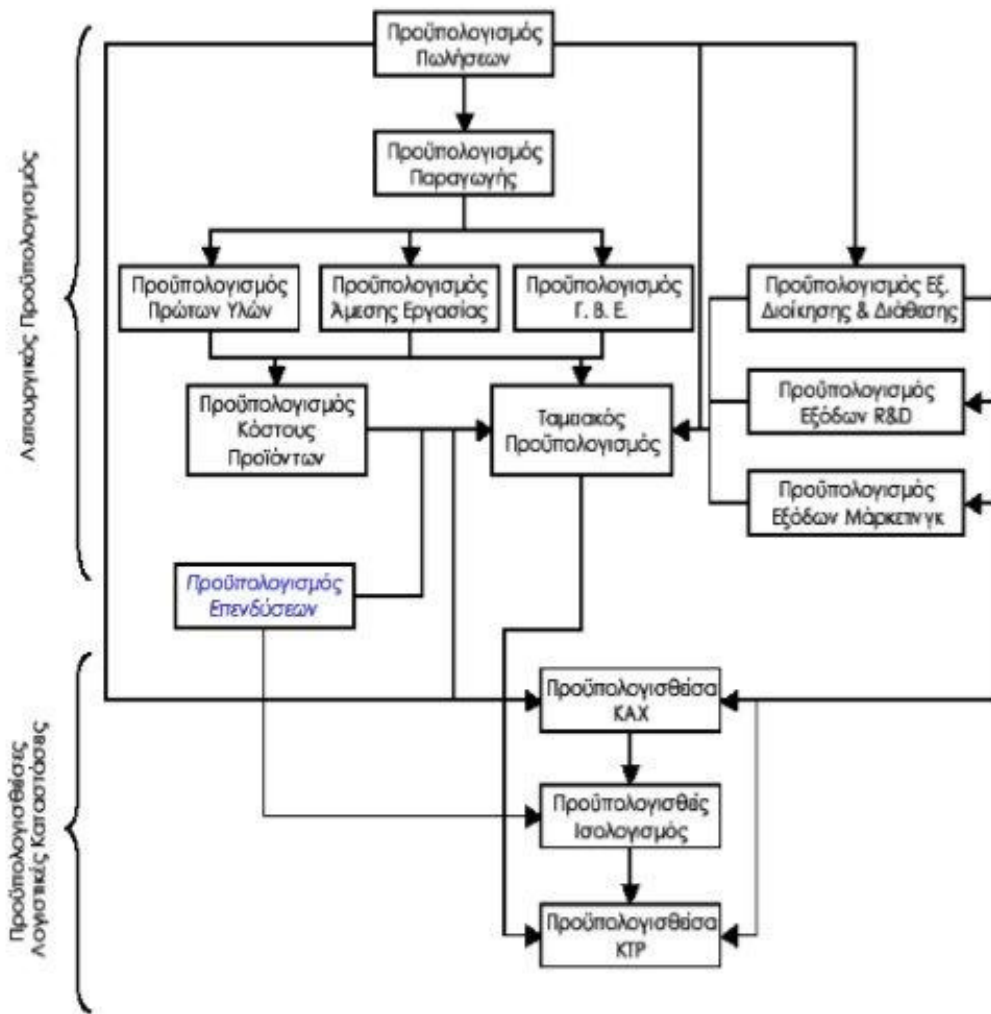 Προϋπολογισμός
Πωλήσεων
Προϋπολογισμός
Παραγωγής
Λειτουργικός Προϋπολογισμός
Προϋπολογισμός
Πρώτων Υλών
Προϋπολογισμός
Άμεσης Εργασίας
Προϋπολογισμός
Γ. Β. Ε.
Προϋπολογισμός Εξ.
Διοίκησης & Διάθεσης
Προϋπολογισμός
Κόστους
Προϊόντων
Ταμειακός
Προϋπολογισμός
Προϋπολογισμός
Εξόδων R&D
Προϋπολογισμός
Εξόδων Μάρκετινγκ
Προϋπολογισμός
Επενδύσεων
Προϋπολογισθείσες
Λογιστικές Καταστάσεις
Προϋπολογισθείσα
ΚΑΧ
Προϋπολογισθείς
Ισολογισμός
Προϋπολογισθείσα
ΚΤΡ